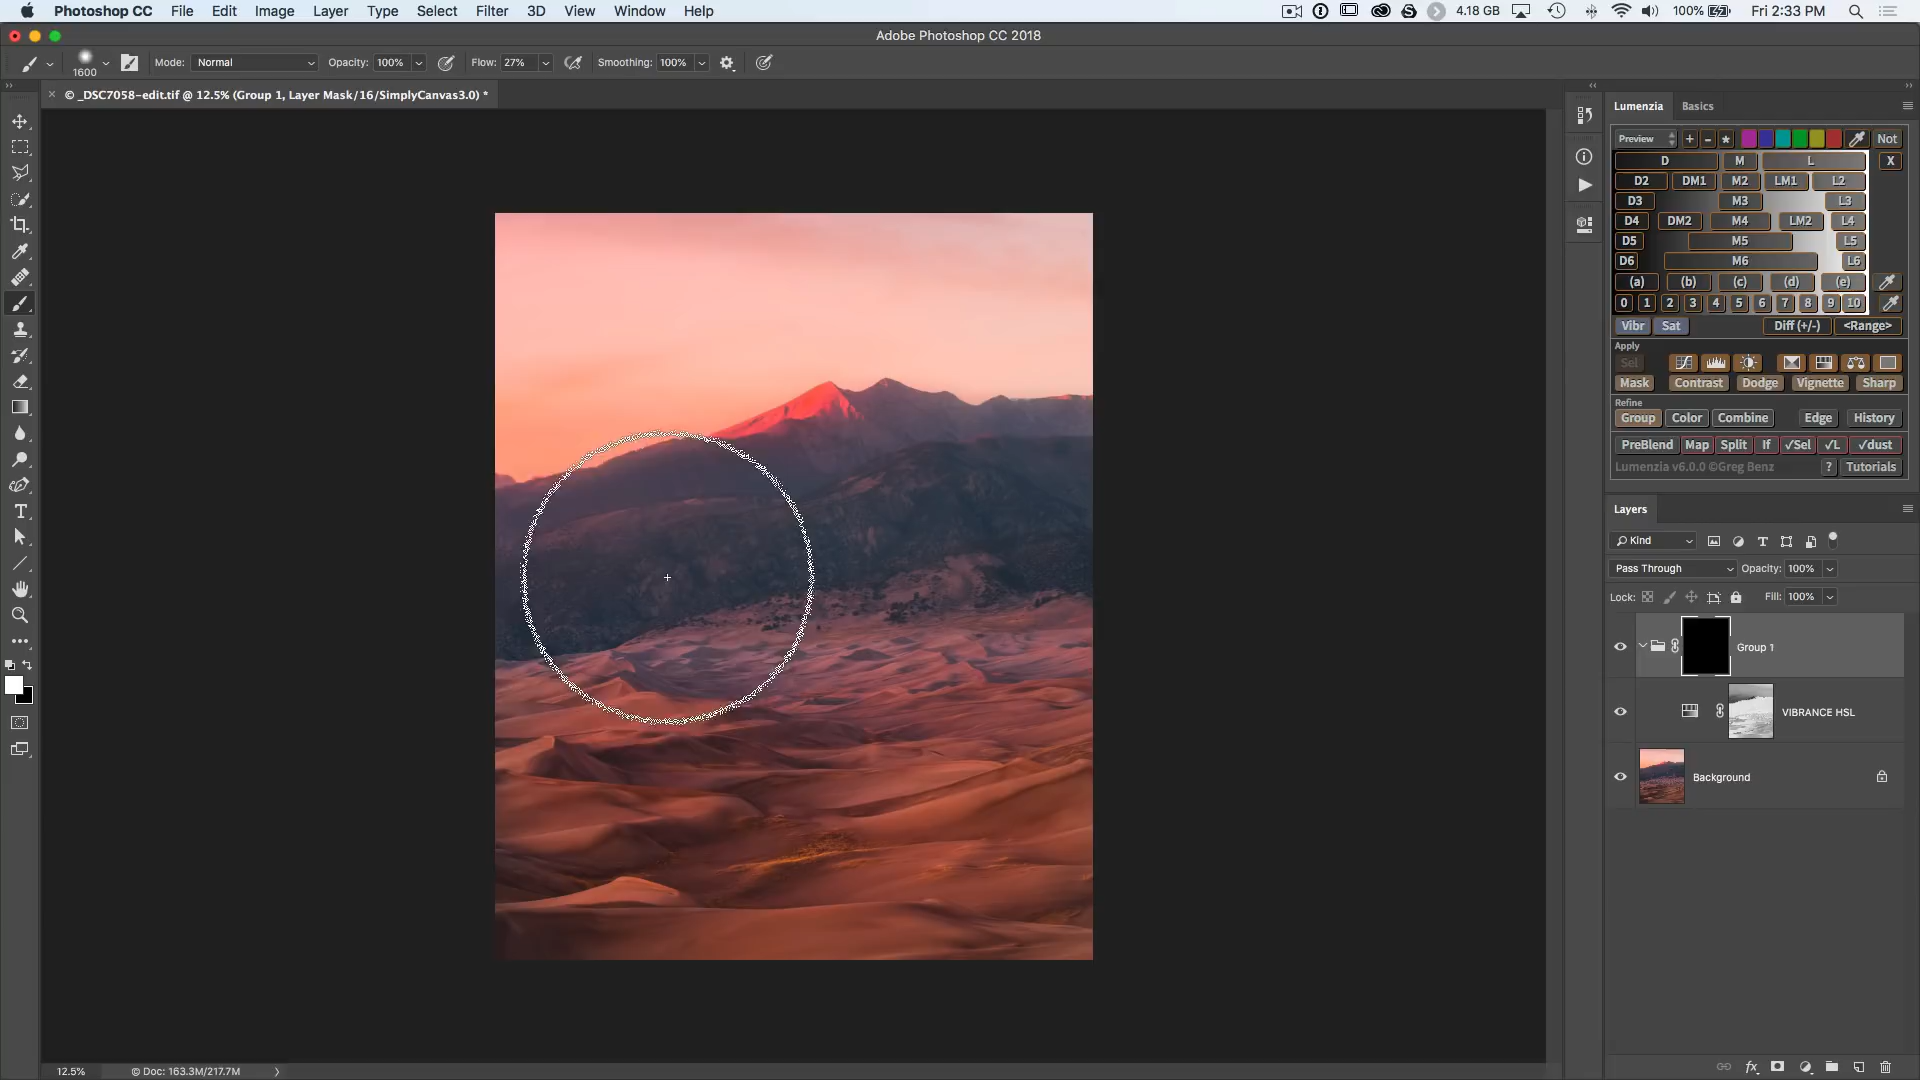 Photoshop CC File Edit Image Layer Type Select Filter 3D View Window Help 4.18 GB 100% Fri 2:33 PM
Adobe Photoshop CC 2018
1600 Mode: Normal Opacity: 100% Flow: 27% Smoothing: 100%
© _DSC7058-edit.tif @ 12.5% (Group 1, Layer Mask/16/SimplyCanvas3.0) *
Lumenzia Basics
Preview + - * Not
D M L X
D2 DM1 M2 LM1 L2
D3 M3 L3
D4 DM2 M4 LM2 L4
D5 M5 L5
D6 M6 L6
(a) (b) (c) (d) (e)
0 1 2 3 4 5 6 7 8 9 10
Vibr Sat Diff (+/-) <Range>
Apply
Sel
Mask Contrast Dodge Vignette Sharp
Refine
Group Color Combine Edge History
PreBlend Map Split If √Sel √L √dust
Lumenzia v6.0.0 ©Greg Benz ? Tutorials
Layers
Kind
Pass Through Opacity: 100%
Lock: Fill: 100%
Group 1
VIBRANCE HSL
Background
12.5% © Doc: 163.3M/217.7M